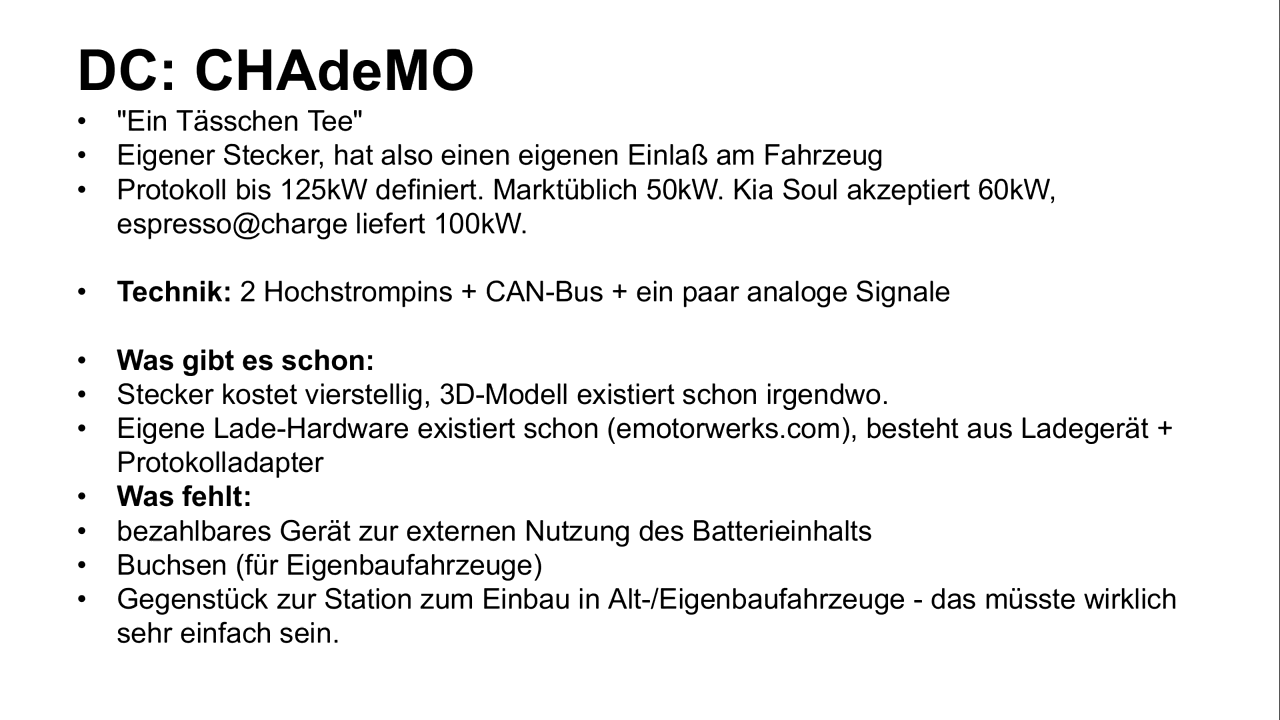 DC: CHAdeMO
• "Ein Tässchen Tee"
• Eigener Stecker, hat also einen eigenen Einlaß am Fahrzeug
• Protokoll bis 125kW definiert. Marktüblich 50kW. Kia Soul akzeptiert 60kW,
espresso@charge liefert 100kW.
• Technik: 2 Hochstrompins + CAN-Bus + ein paar analoge Signale
• Was gibt es schon:
• Stecker kostet vierstellig, 3D-Modell existiert schon irgendwo.
• Eigene Lade-Hardware existiert schon (emotorwerks.com), besteht aus Ladegerät +
Protokolladapter
• Was fehlt:
• bezahlbares Gerät zur externen Nutzung des Batterieinhalts
• Buchsen (für Eigenbaufahrzeuge)
• Gegenstück zur Station zum Einbau in Alt-/Eigenbaufahrzeuge - das müsste wirklich
sehr einfach sein.